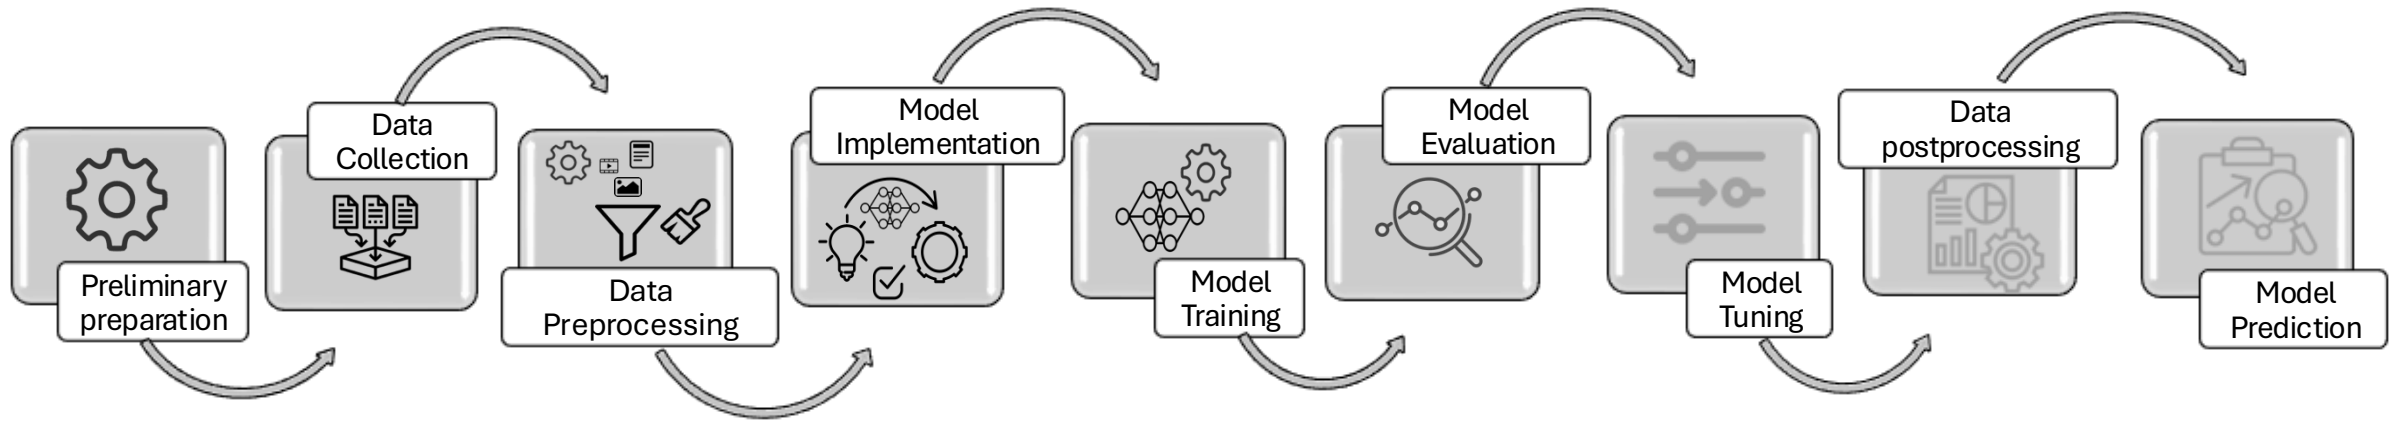 Preliminary
preparation
Data
Collection
Data
Preprocessing
Model
Implementation
Model
Training
Model
Evaluation
Model
Tuning
Data
postprocessing
Model
Prediction